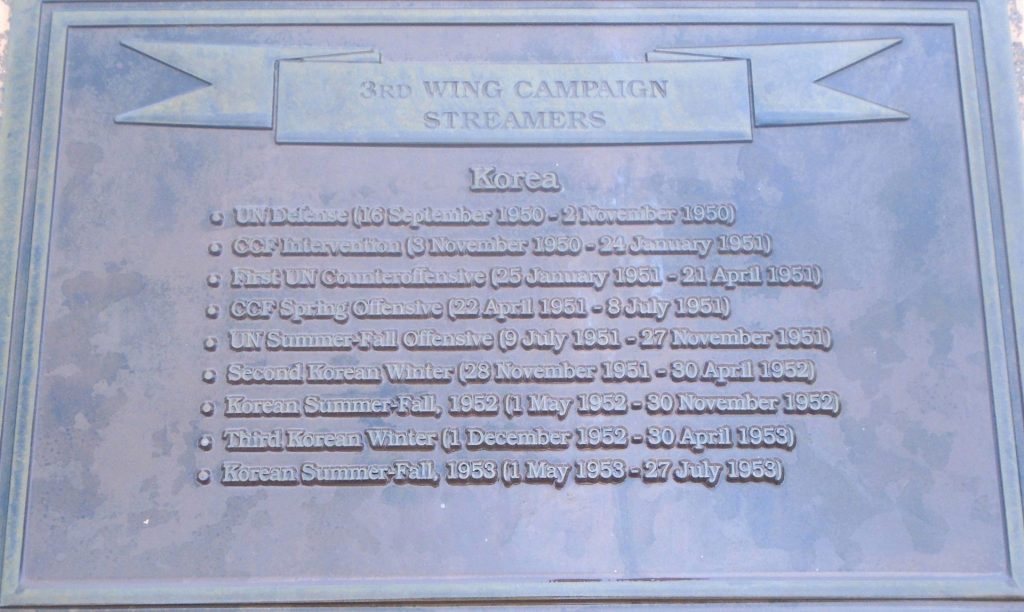 3RD WING CAMPAIGN
STREAMERS
Korea
• UN Defense (16 September 1950 - 2 November 1950)
• CCF Intervention (3 November 1950 - 24 January 1951)
• First UN Counteroffensive (25 January 1951 - 21 April 1951)
• CCF Spring Offensive (22 April 1951 - 8 July 1951)
• UN Summer-Fall Offensive (9 July 1951 - 27 November 1951)
• Second Korean Winter (28 November 1951 - 30 April 1952)
• Korean Summer-Fall, 1952 (1 May 1952 - 30 November 1952)
• Third Korean Winter (1 December 1952 - 30 April 1953)
• Korean Summer-Fall, 1953 (1 May 1953 - 27 July 1953)